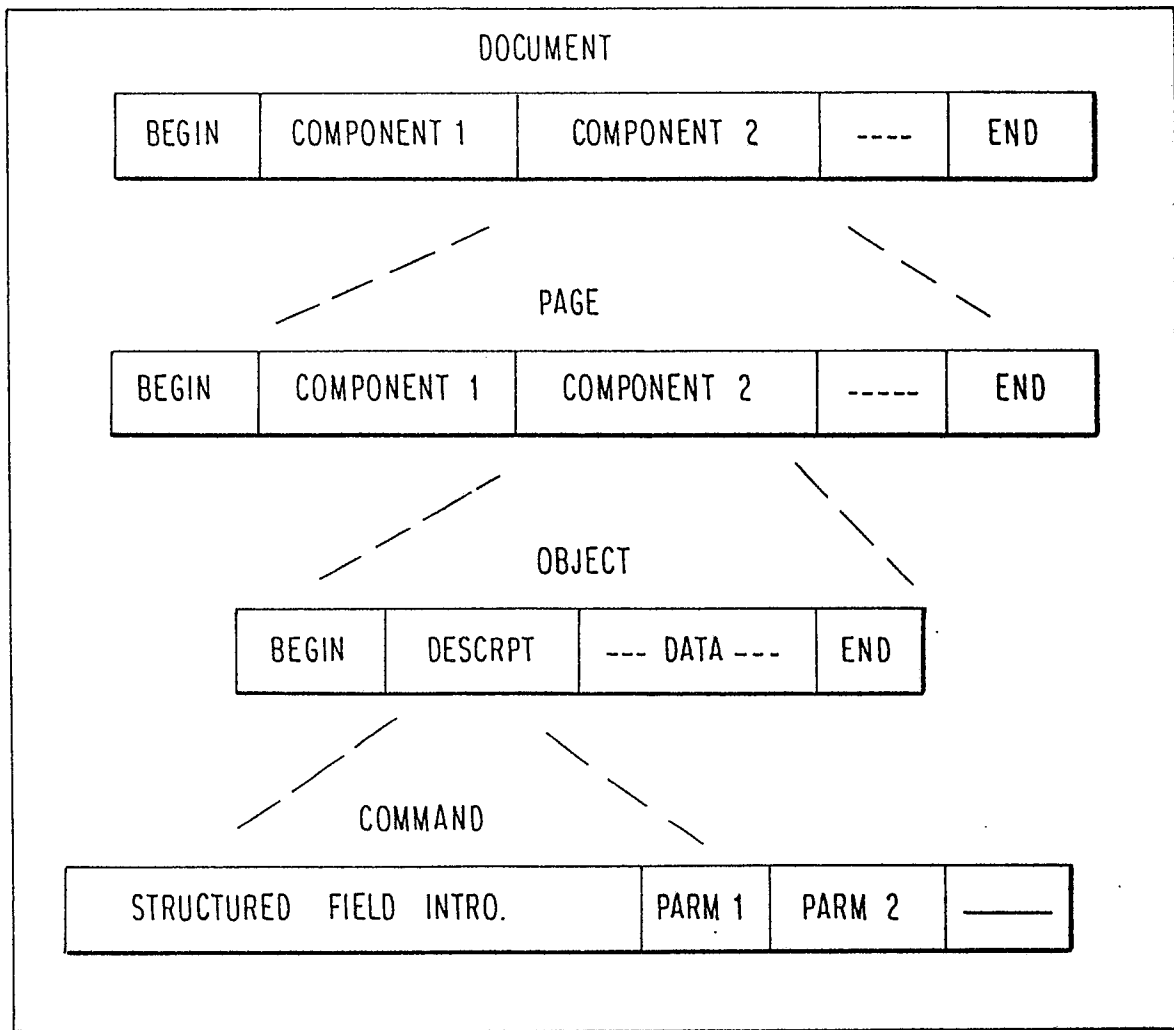 DOCUMENT
BEGIN COMPONENT 1 COMPONENT 2 ---- END
PAGE
BEGIN COMPONENT 1 COMPONENT 2 ----- END
OBJECT
BEGIN DESCRPT --- DATA --- END
COMMAND
STRUCTURED FIELD INTRO. PARM 1 PARM 2